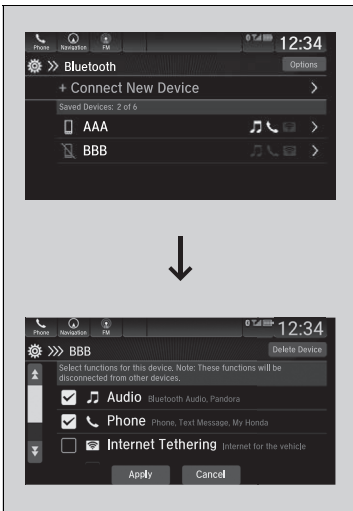 Phone Navigation FM 12:34
Bluetooth Options
+ Connect New Device
Saved Devices: 2 of 6
AAA
BBB
Phone Navigation FM 12:34
BBB Delete Device
Select functions for this device. Note: These functions will be
disconnected from other devices.
Audio Bluetooth Audio, Pandora
Phone Phone, Text Message, My Honda
Internet Tethering Internet for the vehicle
Apply Cancel